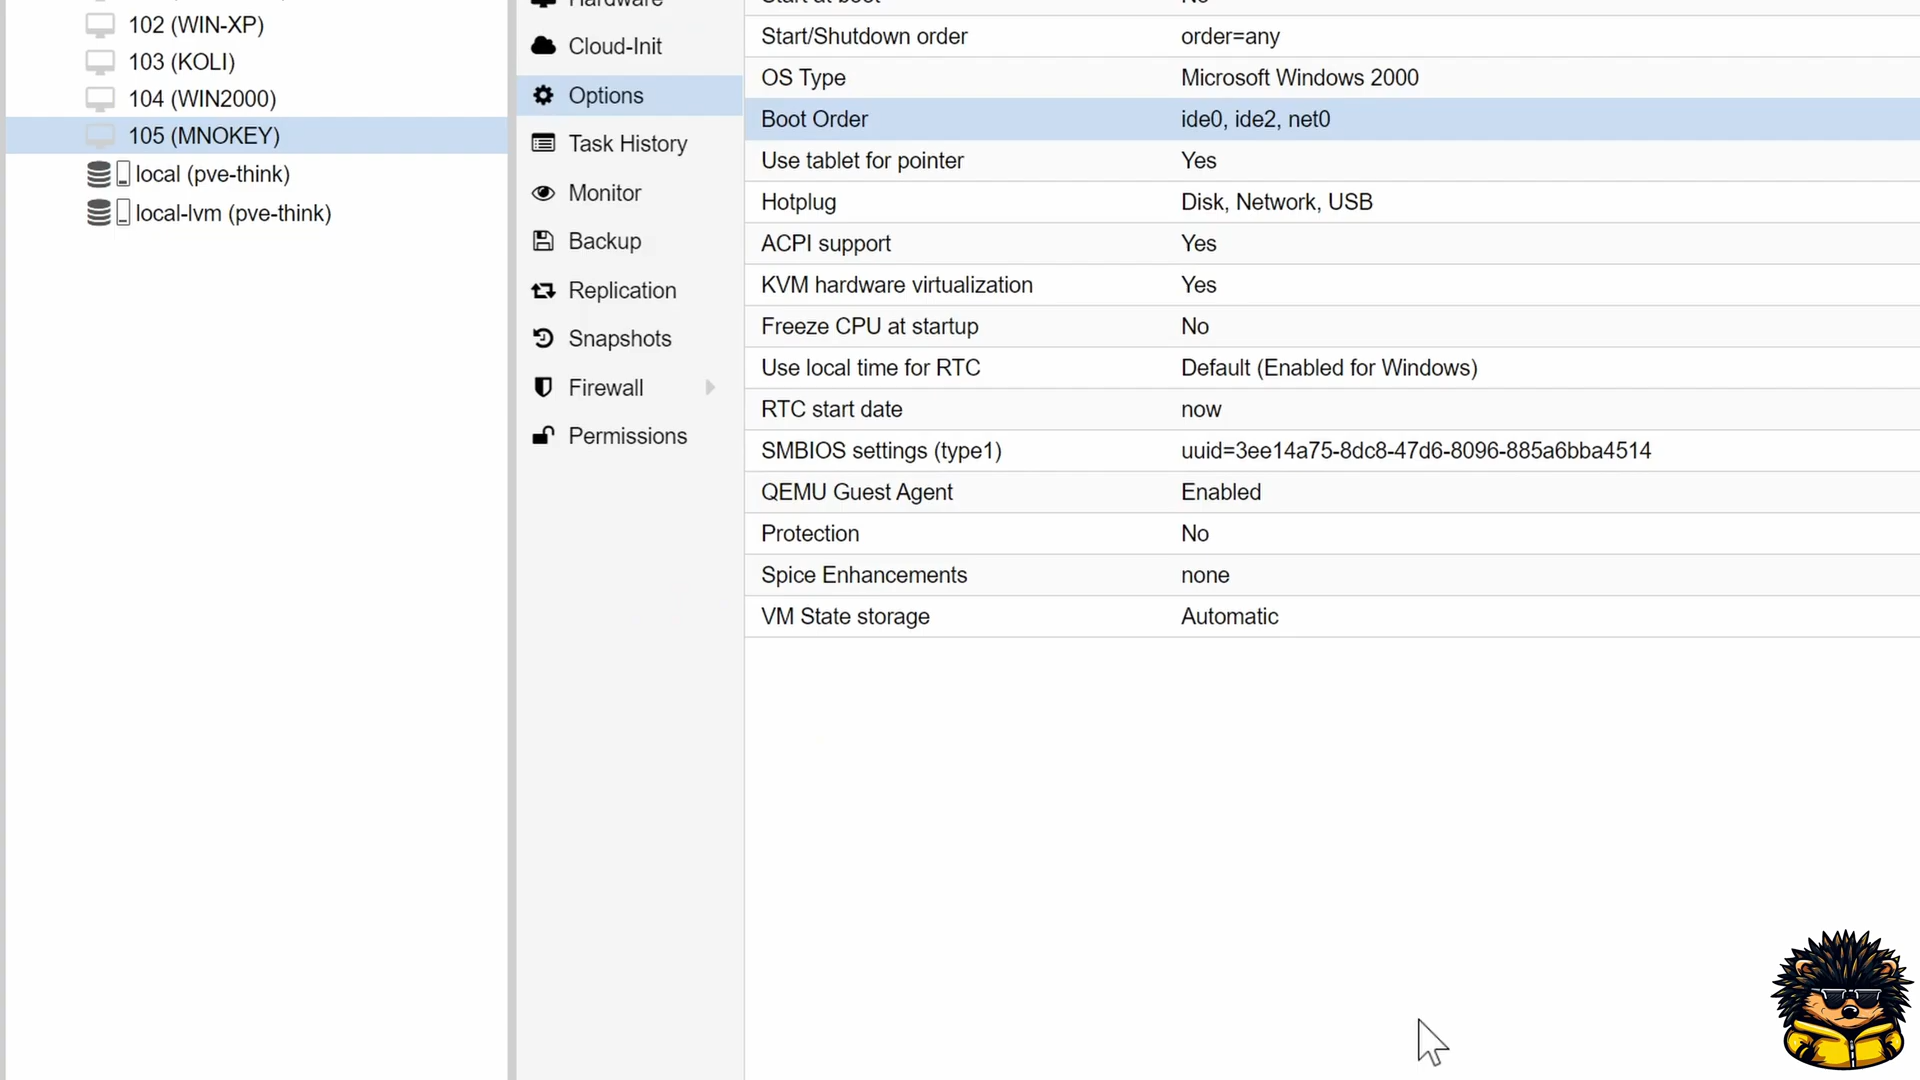 102 (WIN-XP)
103 (KOLI)
104 (WIN2000)
105 (MNOKEY)
local (pve-think)
local-lvm (pve-think)
Hardware
Cloud-Init
Options
Task History
Monitor
Backup
Replication
Snapshots
Firewall
Permissions
Start at boot No
Start/Shutdown order order=any
OS Type Microsoft Windows 2000
Boot Order ide0, ide2, net0
Use tablet for pointer Yes
Hotplug Disk, Network, USB
ACPI support Yes
KVM hardware virtualization Yes
Freeze CPU at startup No
Use local time for RTC Default (Enabled for Windows)
RTC start date now
SMBIOS settings (type1) uuid=3ee14a75-8dc8-47d6-8096-885a6bba4514
QEMU Guest Agent Enabled
Protection No
Spice Enhancements none
VM State storage Automatic